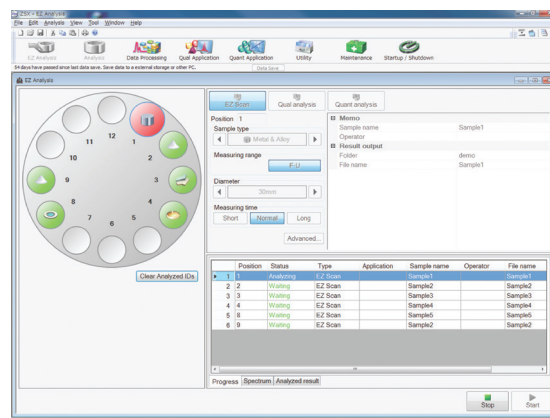 ZSX - EZ Analysis
File Edit Analysis View Tool Window Help
EZ Analysis Analysis Data Processing Qual Application Quant Application Utility Maintenance Startup / Shutdown
54 days have passed since last data save. Save data to a external storage or other PC. Data Save
EZ Analysis
12
11 1
10 2
9 3
8 4
7 6 5
Clear Analyzed IDs
EZ Scan Qual analysis Quant analysis
Position 1
Sample type
Metal & Alloy
Measuring range
F-U
Diameter
30mm
Measuring time
Short Normal Long
Advanced...
Memo
Sample name Sample1
Operator
Result output
Folder demo
File name Sample1
Position Status Type Application Sample name Operator File name
1 1 Analyzing EZ Scan Sample1 Sample1
2 2 Waiting EZ Scan Sample2 Sample2
3 3 Waiting EZ Scan Sample3 Sample3
4 4 Waiting EZ Scan Sample4 Sample4
5 8 Waiting EZ Scan Sample5 Sample5
6 9 Waiting EZ Scan Sample2 Sample2
Progress Spectrum Analyzed result
Stop Start